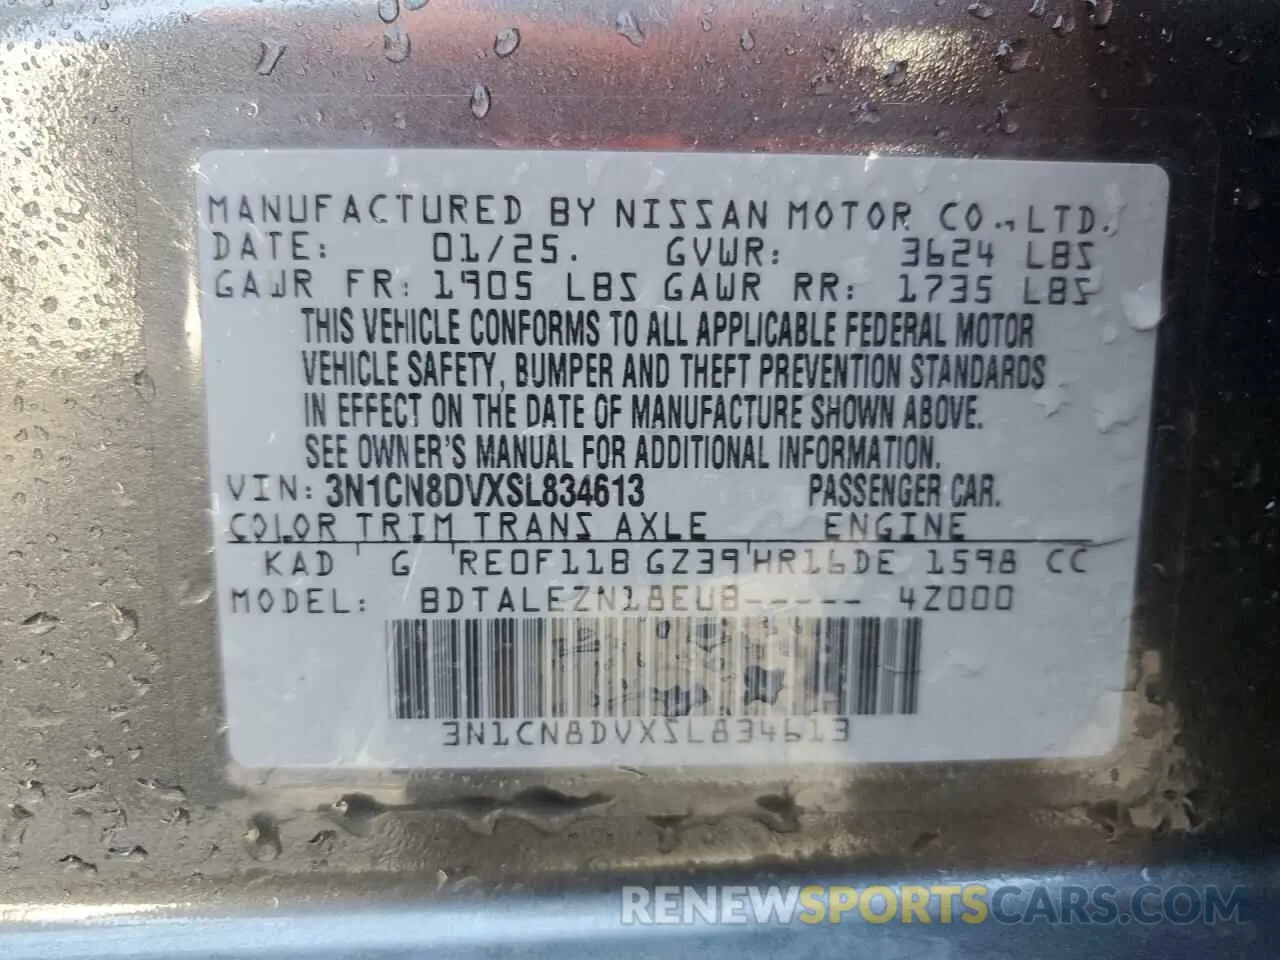 MANUFACTURED BY NISSAN MOTOR CO., LTD.
DATE: 01/25. GVWR: 3624 LBS
GAWR FR: 1905 LBS GAWR RR: 1735 LBS
THIS VEHICLE CONFORMS TO ALL APPLICABLE FEDERAL MOTOR
VEHICLE SAFETY, BUMPER AND THEFT PREVENTION STANDARDS
IN EFFECT ON THE DATE OF MANUFACTURE SHOWN ABOVE.
SEE OWNER'S MANUAL FOR ADDITIONAL INFORMATION.
VIN: 3N1CN8DVXSL834613 PASSENGER CAR.
COLOR TRIM TRANS AXLE ENGINE
KAD G RE0F11B GZ39 HR16DE 1598 CC
MODEL: BDTALEZN18EUB----- 42000
3N1CN8DVXSL834613
RENEWSPORTSCARS.COM